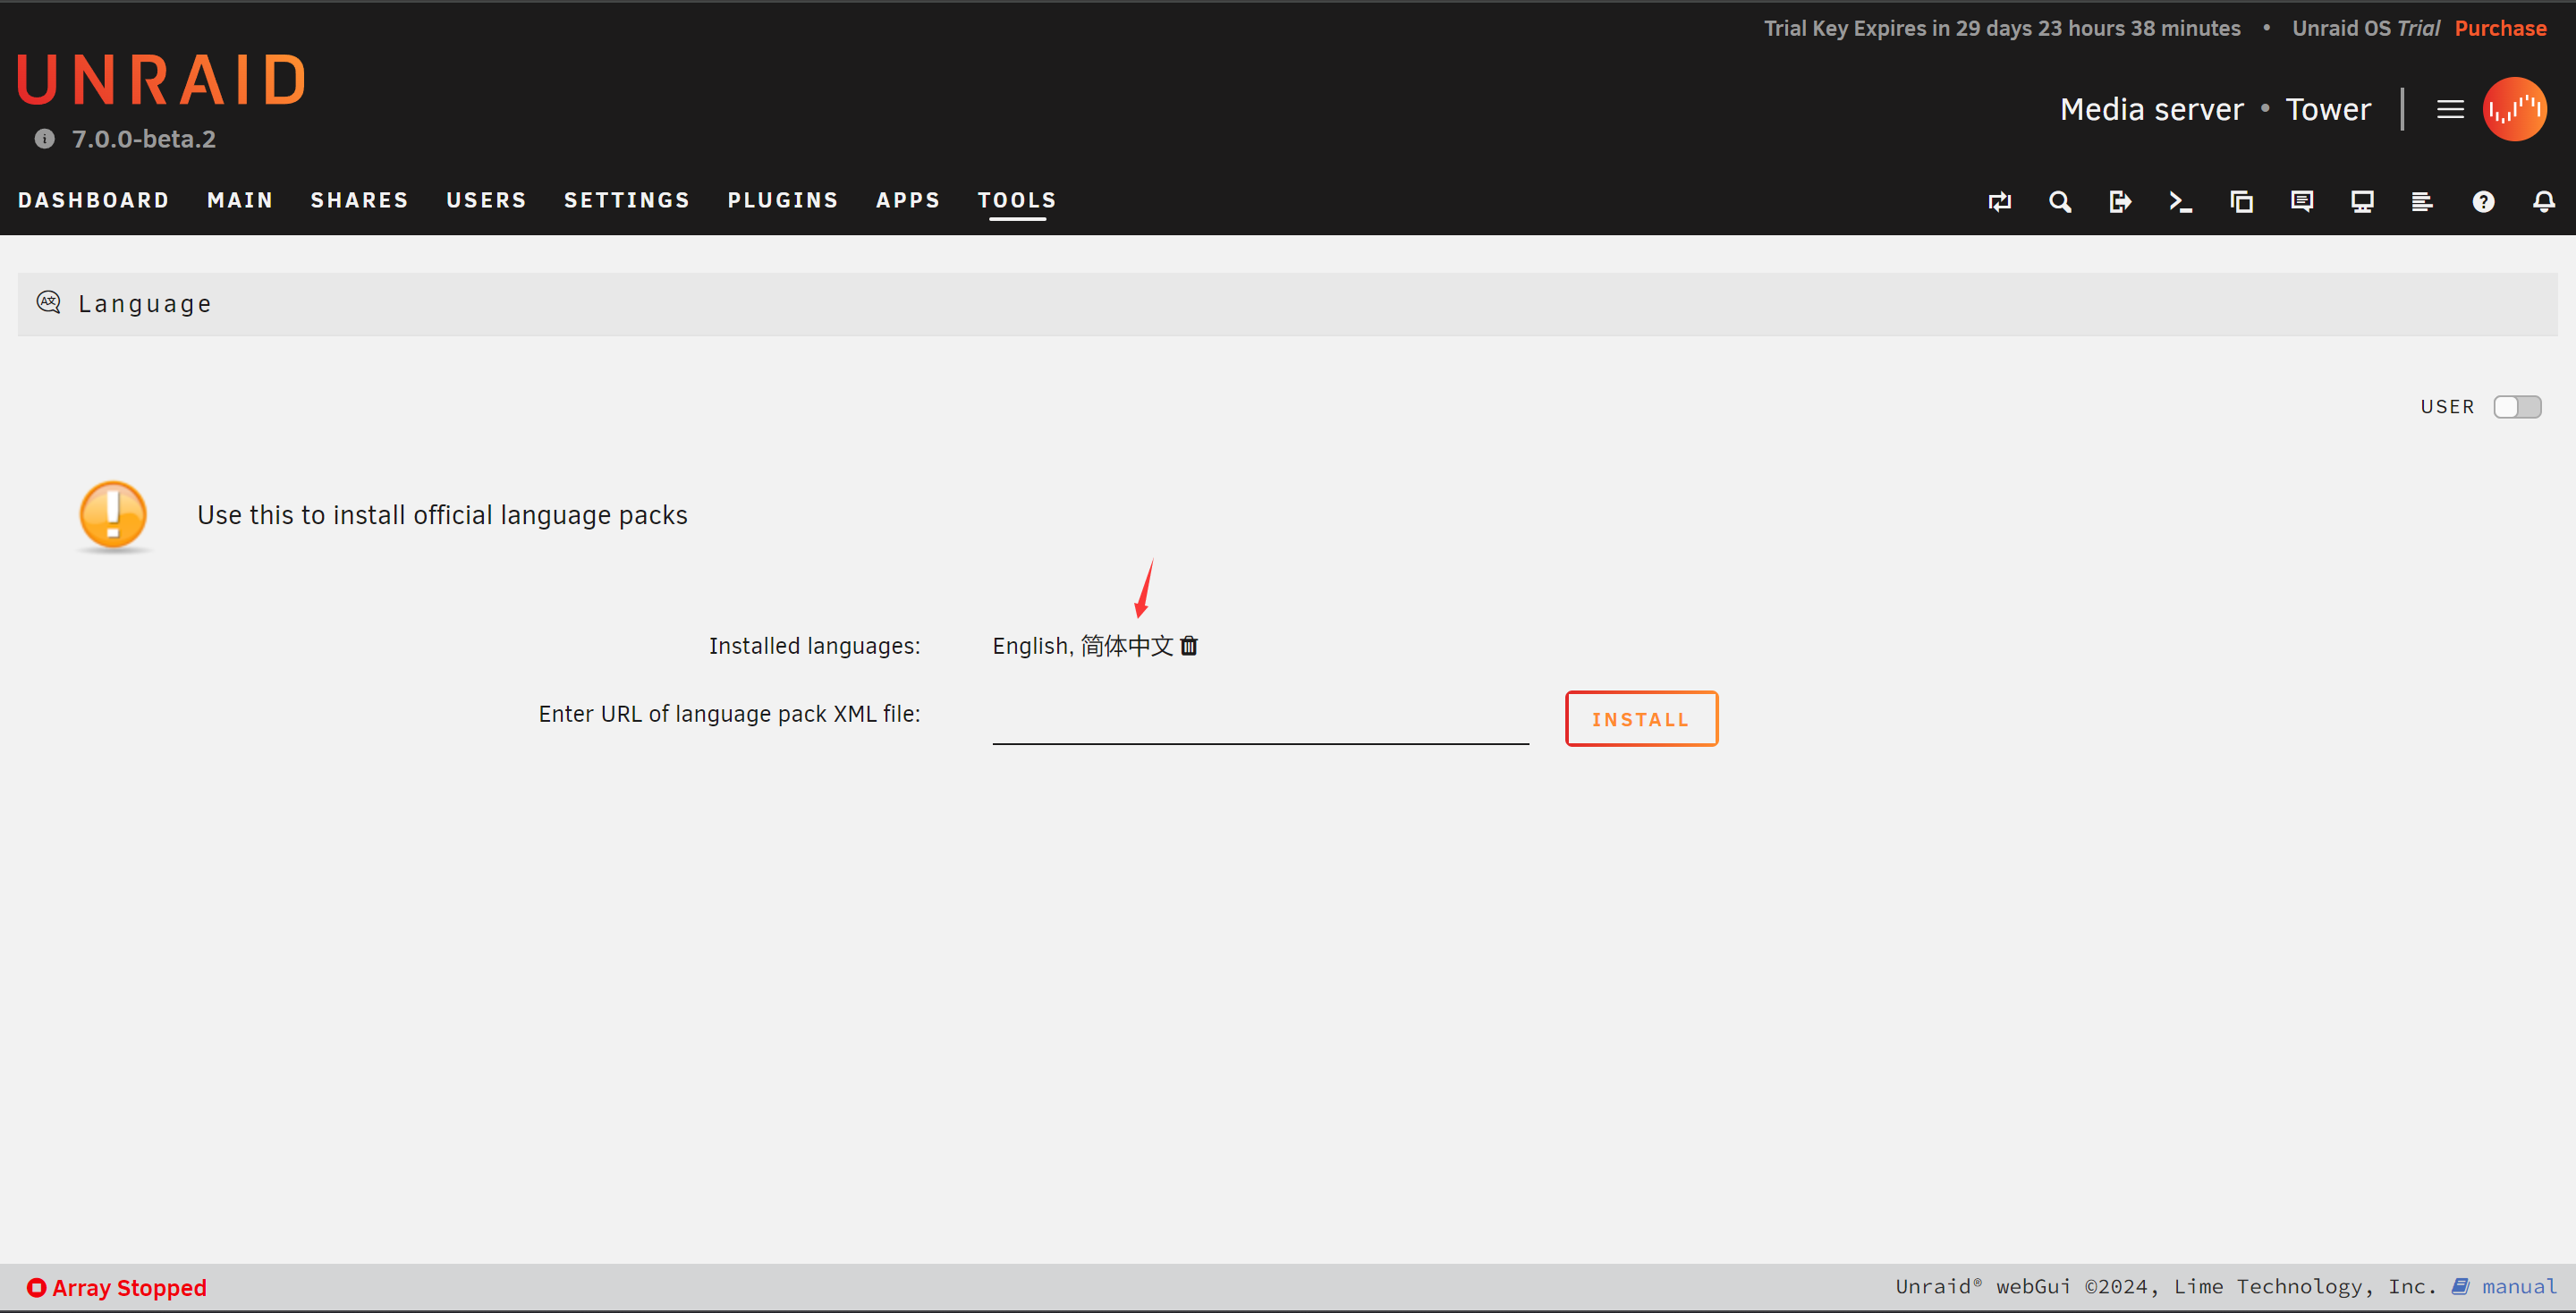 Trial Key Expires in 29 days 23 hours 38 minutes • Unraid OS Trial Purchase
UNRAID
7.0.0-beta.2
Media server • Tower
DASHBOARD MAIN SHARES USERS SETTINGS PLUGINS APPS TOOLS
Language
USER
Use this to install official language packs
Installed languages: English, 简体中文
Enter URL of language pack XML file:
INSTALL
Array Stopped
Unraid® webGui ©2024, Lime Technology, Inc. manual